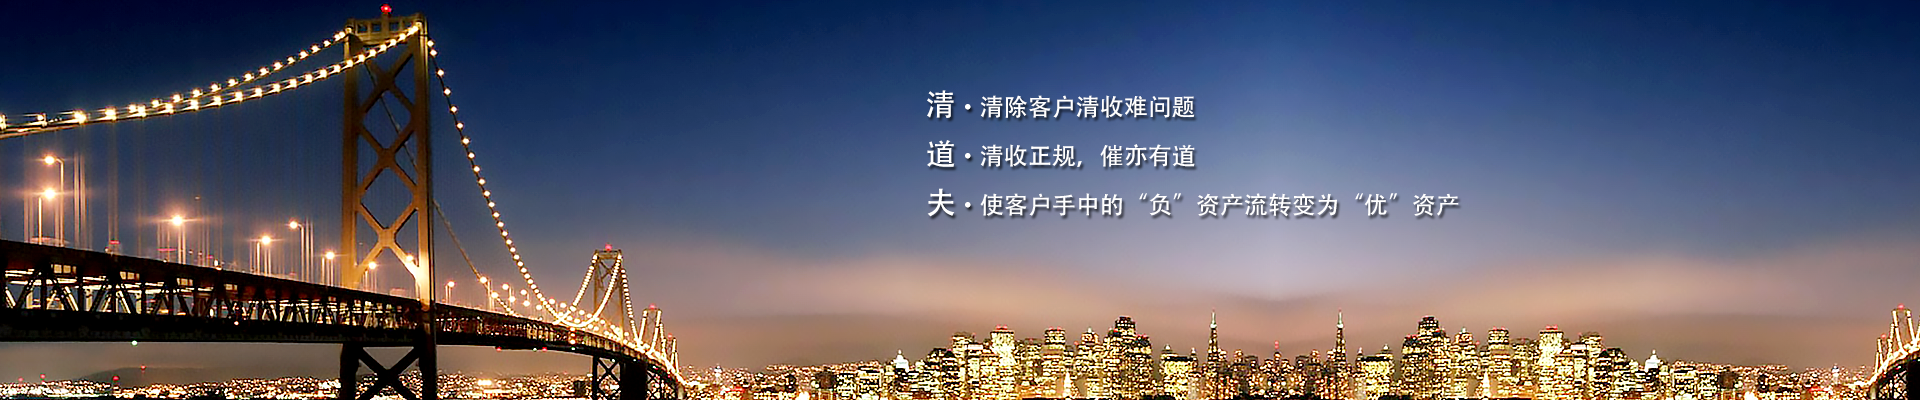 清·清除客户清收难问题
道·清收正规，催亦有道
夫·使客户手中的“负”资产流转变为“优”资产